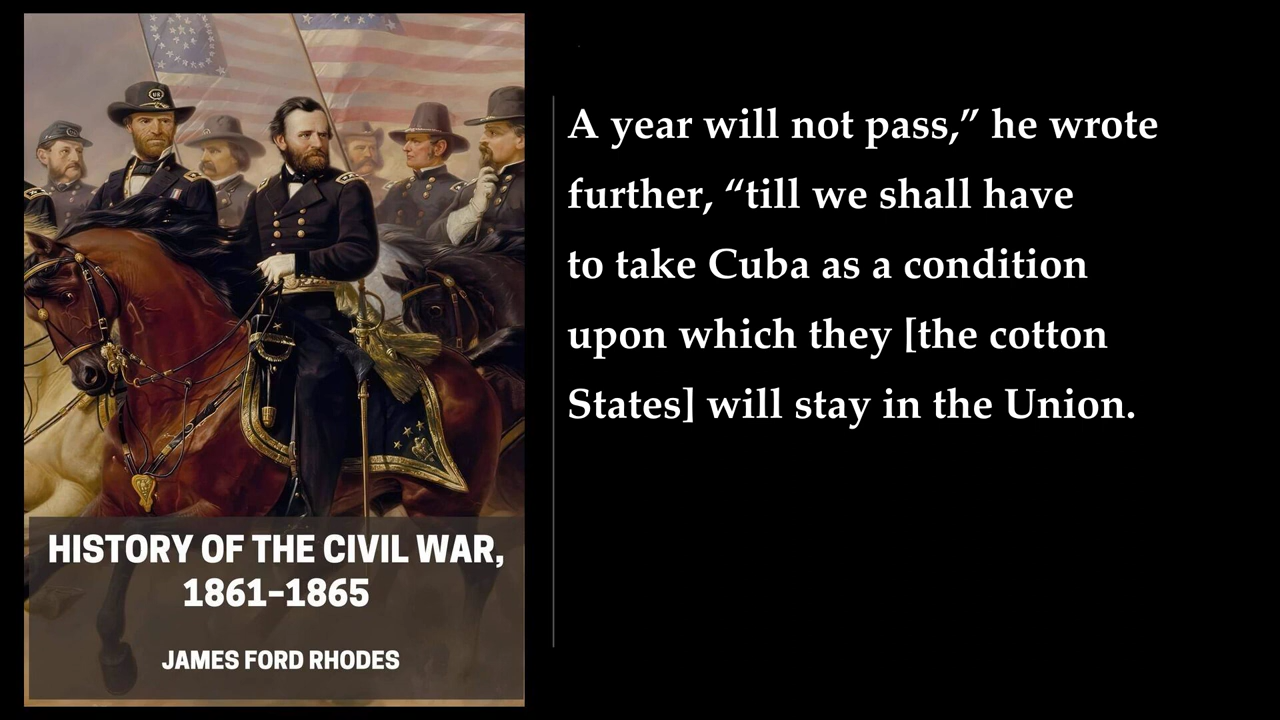 HISTORY OF THE CIVIL WAR,
1861–1865
JAMES FORD RHODES
A year will not pass,” he wrote
further, “till we shall have
to take Cuba as a condition
upon which they [the cotton
States] will stay in the Union.